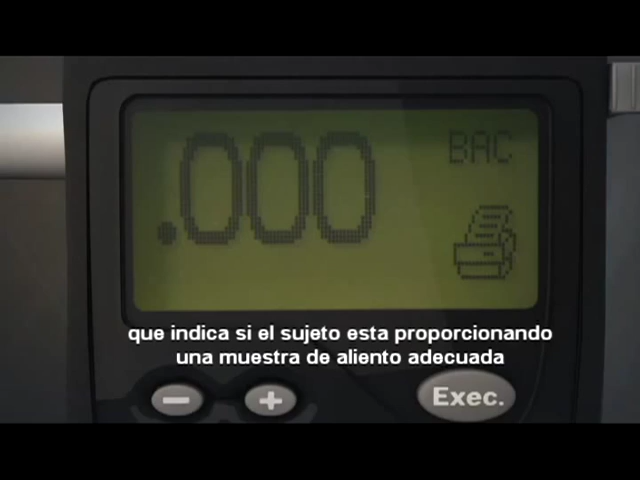 .000
BAC
que indica si el sujeto esta proporcionando
una muestra de aliento adecuada
− + Exec.